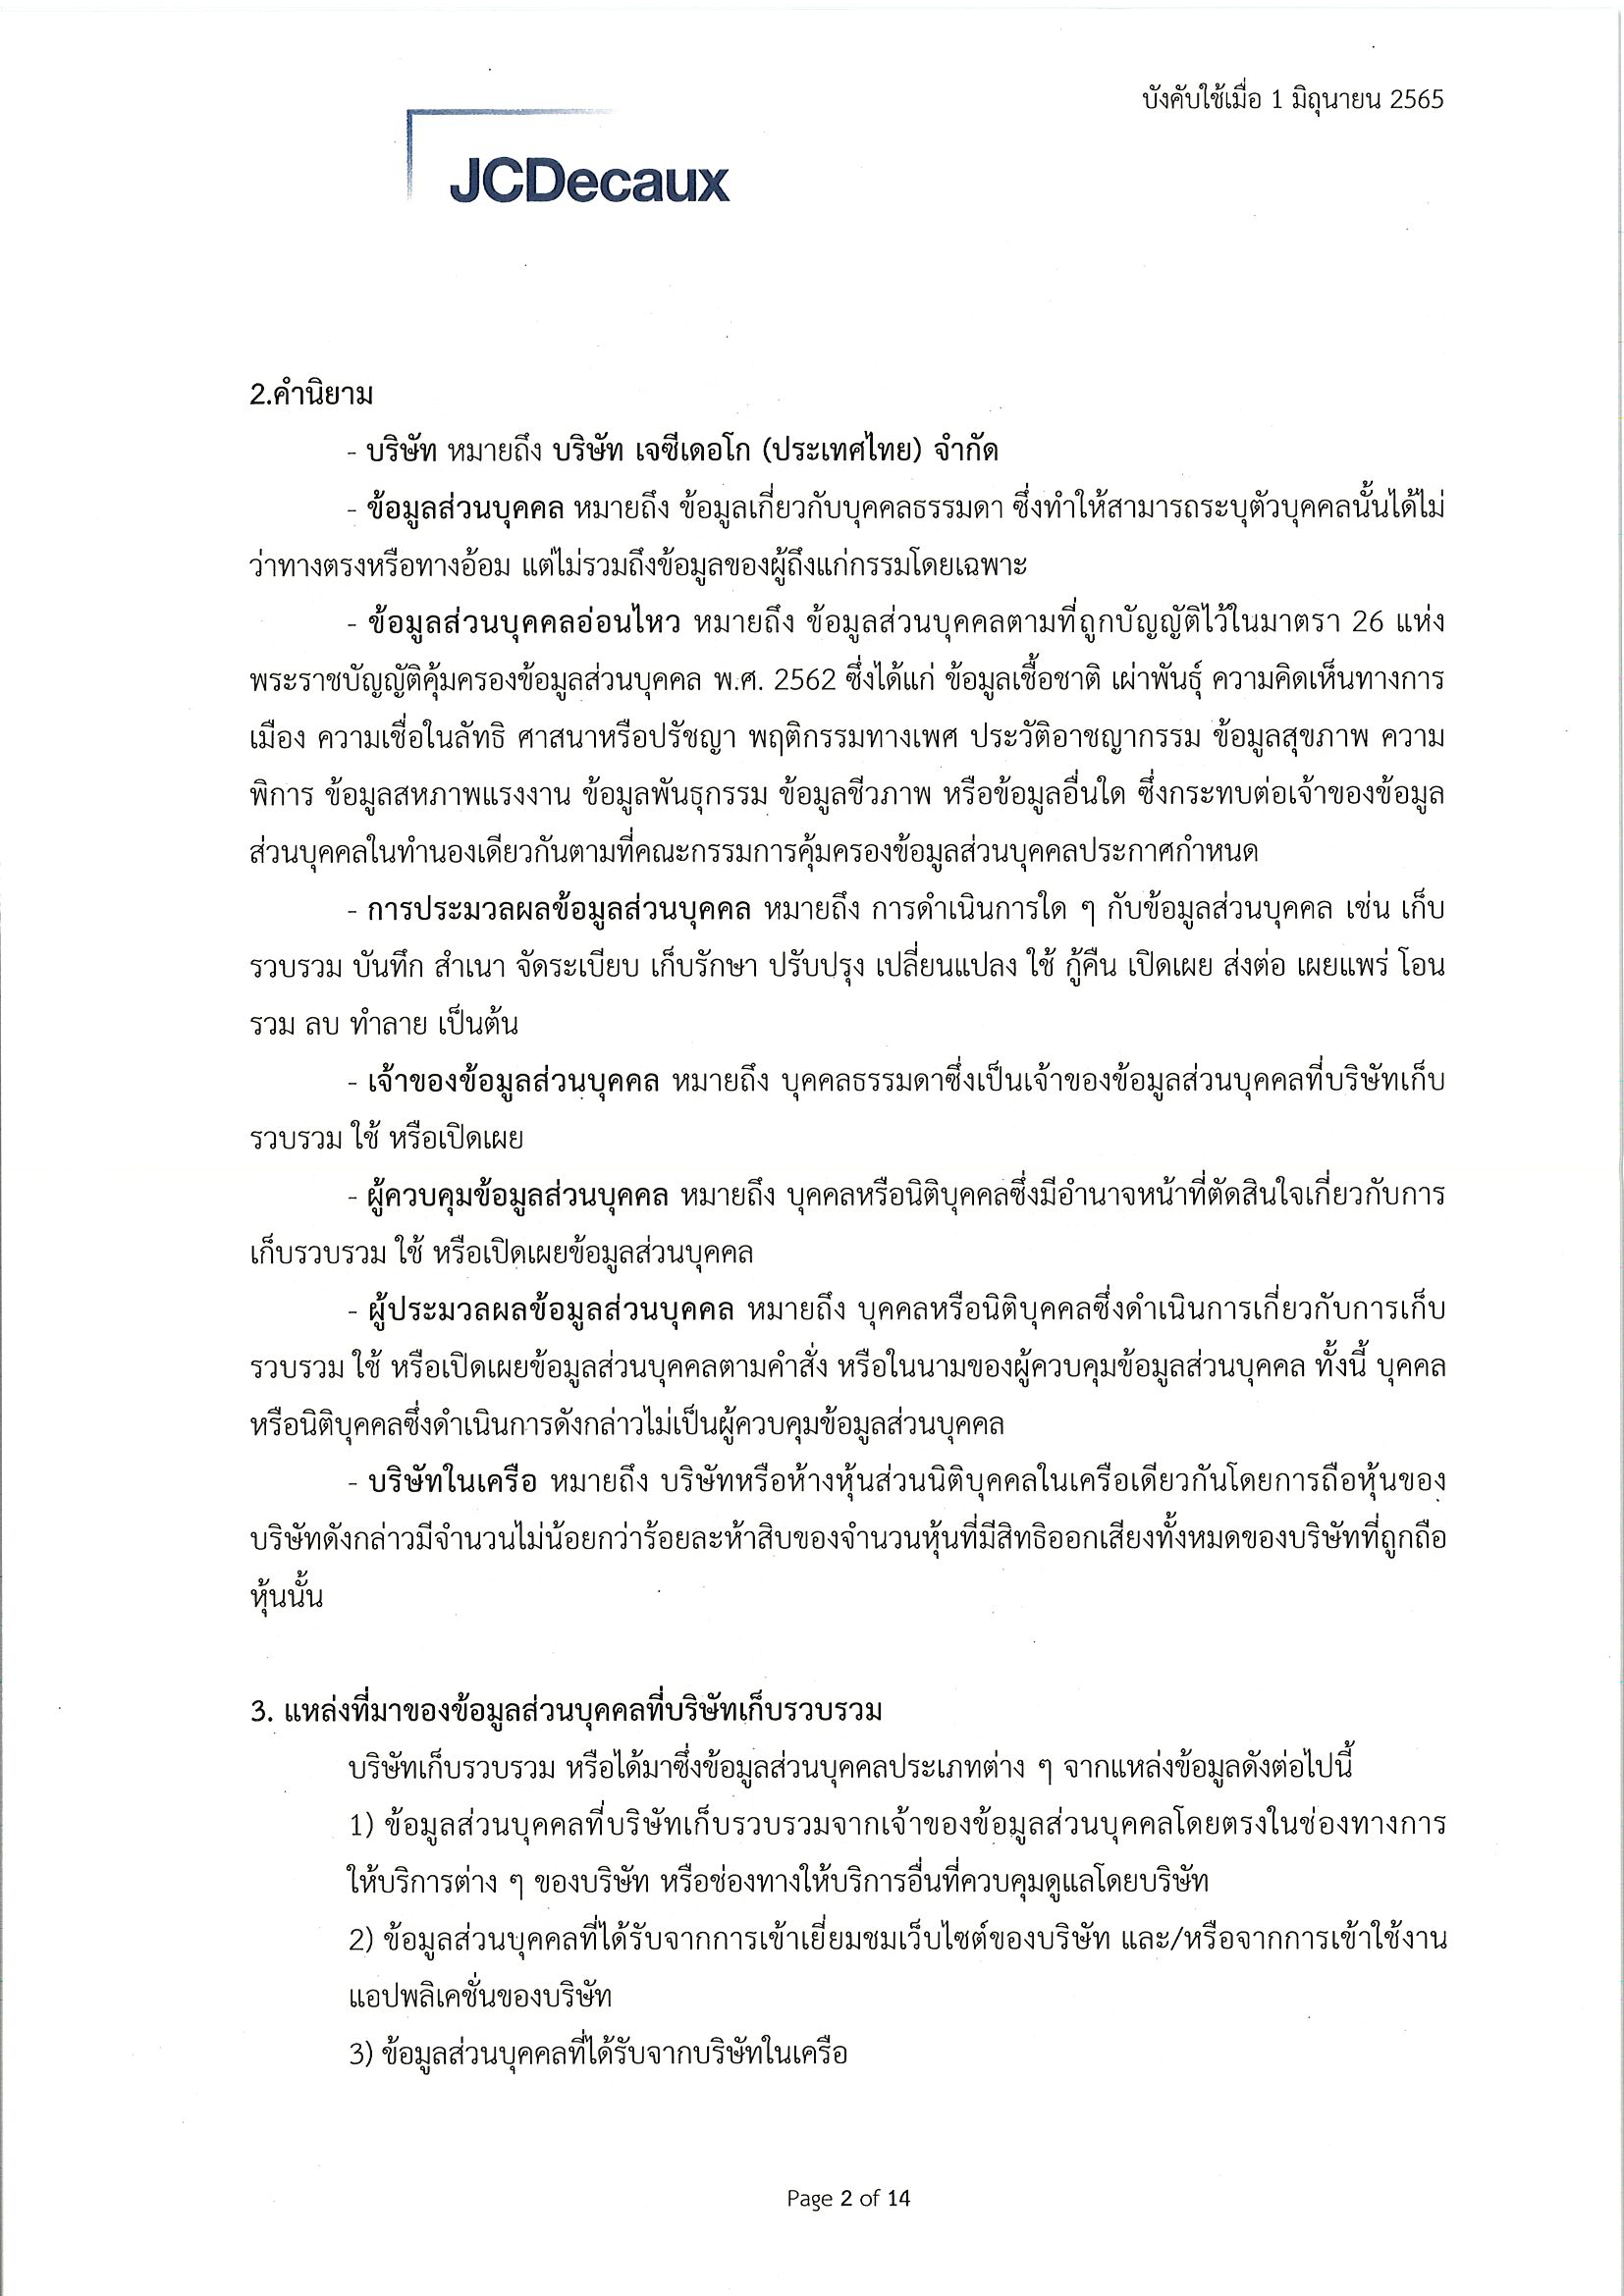 บังคับใช้เมื่อ 1 มิถุนายน 2565
JCDecaux
2.คำนิยาม
- บริษัท หมายถึง บริษัท เจซีเดอโก (ประเทศไทย) จำกัด
- ข้อมูลส่วนบุคคล หมายถึง ข้อมูลเกี่ยวกับบุคคลธรรมดา ซึ่งทำให้สามารถระบุตัวบุคคลนั้นได้ไม่
ว่าทางตรงหรือทางอ้อม แต่ไม่รวมถึงข้อมูลของผู้ถึงแก่กรรมโดยเฉพาะ
- ข้อมูลส่วนบุคคลอ่อนไหว หมายถึง ข้อมูลส่วนบุคคลตามที่ถูกบัญญัติไว้ในมาตรา 26 แห่ง
พระราชบัญญัติคุ้มครองข้อมูลส่วนบุคคล พ.ศ. 2562 ซึ่งได้แก่ ข้อมูลเชื้อชาติ เผ่าพันธุ์ ความคิดเห็นทางการ
เมือง ความเชื่อในลัทธิ ศาสนาหรือปรัชญา พฤติกรรมทางเพศ ประวัติอาชญากรรม ข้อมูลสุขภาพ ความ
พิการ ข้อมูลสหภาพแรงงาน ข้อมูลพันธุกรรม ข้อมูลชีวภาพ หรือข้อมูลอื่นใด ซึ่งกระทบต่อเจ้าของข้อมูล
ส่วนบุคคลในทำนองเดียวกันตามที่คณะกรรมการคุ้มครองข้อมูลส่วนบุคคลประกาศกำหนด
- การประมวลผลข้อมูลส่วนบุคคล หมายถึง การดำเนินการใด ๆ กับข้อมูลส่วนบุคคล เช่น เก็บ
รวบรวม บันทึก สำเนา จัดระเบียบ เก็บรักษา ปรับปรุง เปลี่ยนแปลง ใช้ กู้คืน เปิดเผย ส่งต่อ เผยแพร่ โอน
รวม ลบ ทำลาย เป็นต้น
- เจ้าของข้อมูลส่วนบุคคล หมายถึง บุคคลธรรมดาซึ่งเป็นเจ้าของข้อมูลส่วนบุคคลที่บริษัทเก็บ
รวบรวม ใช้ หรือเปิดเผย
- ผู้ควบคุมข้อมูลส่วนบุคคล หมายถึง บุคคลหรือนิติบุคคลซึ่งมีอำนาจหน้าที่ตัดสินใจเกี่ยวกับการ
เก็บรวบรวม ใช้ หรือเปิดเผยข้อมูลส่วนบุคคล
- ผู้ประมวลผลข้อมูลส่วนบุคคล หมายถึง บุคคลหรือนิติบุคคลซึ่งดำเนินการเกี่ยวกับการเก็บ
รวบรวม ใช้ หรือเปิดเผยข้อมูลส่วนบุคคลตามคำสั่ง หรือในนามของผู้ควบคุมข้อมูลส่วนบุคคล ทั้งนี้ บุคคล
หรือนิติบุคคลซึ่งดำเนินการดังกล่าวไม่เป็นผู้ควบคุมข้อมูลส่วนบุคคล
- บริษัทในเครือ หมายถึง บริษัทหรือห้างหุ้นส่วนนิติบุคคลในเครือเดียวกันโดยการถือหุ้นของ
บริษัทดังกล่าวมีจำนวนไม่น้อยกว่าร้อยละห้าสิบของจำนวนหุ้นที่มีสิทธิออกเสียงทั้งหมดของบริษัทที่ถูกถือ
หุ้นนั้น
3. แหล่งที่มาของข้อมูลส่วนบุคคลที่บริษัทเก็บรวบรวม
บริษัทเก็บรวบรวม หรือได้มาซึ่งข้อมูลส่วนบุคคลประเภทต่าง ๆ จากแหล่งข้อมูลดังต่อไปนี้
1) ข้อมูลส่วนบุคคลที่บริษัทเก็บรวบรวมจากเจ้าของข้อมูลส่วนบุคคลโดยตรงในช่องทางการ
ให้บริการต่าง ๆ ของบริษัท หรือช่องทางให้บริการอื่นที่ควบคุมดูแลโดยบริษัท
2) ข้อมูลส่วนบุคคลที่ได้รับจากการเข้าเยี่ยมชมเว็บไซต์ของบริษัท และ/หรือจากการเข้าใช้งาน
แอปพลิเคชั่นของบริษัท
3) ข้อมูลส่วนบุคคลที่ได้รับจากบริษัทในเครือ
Page 2 of 14